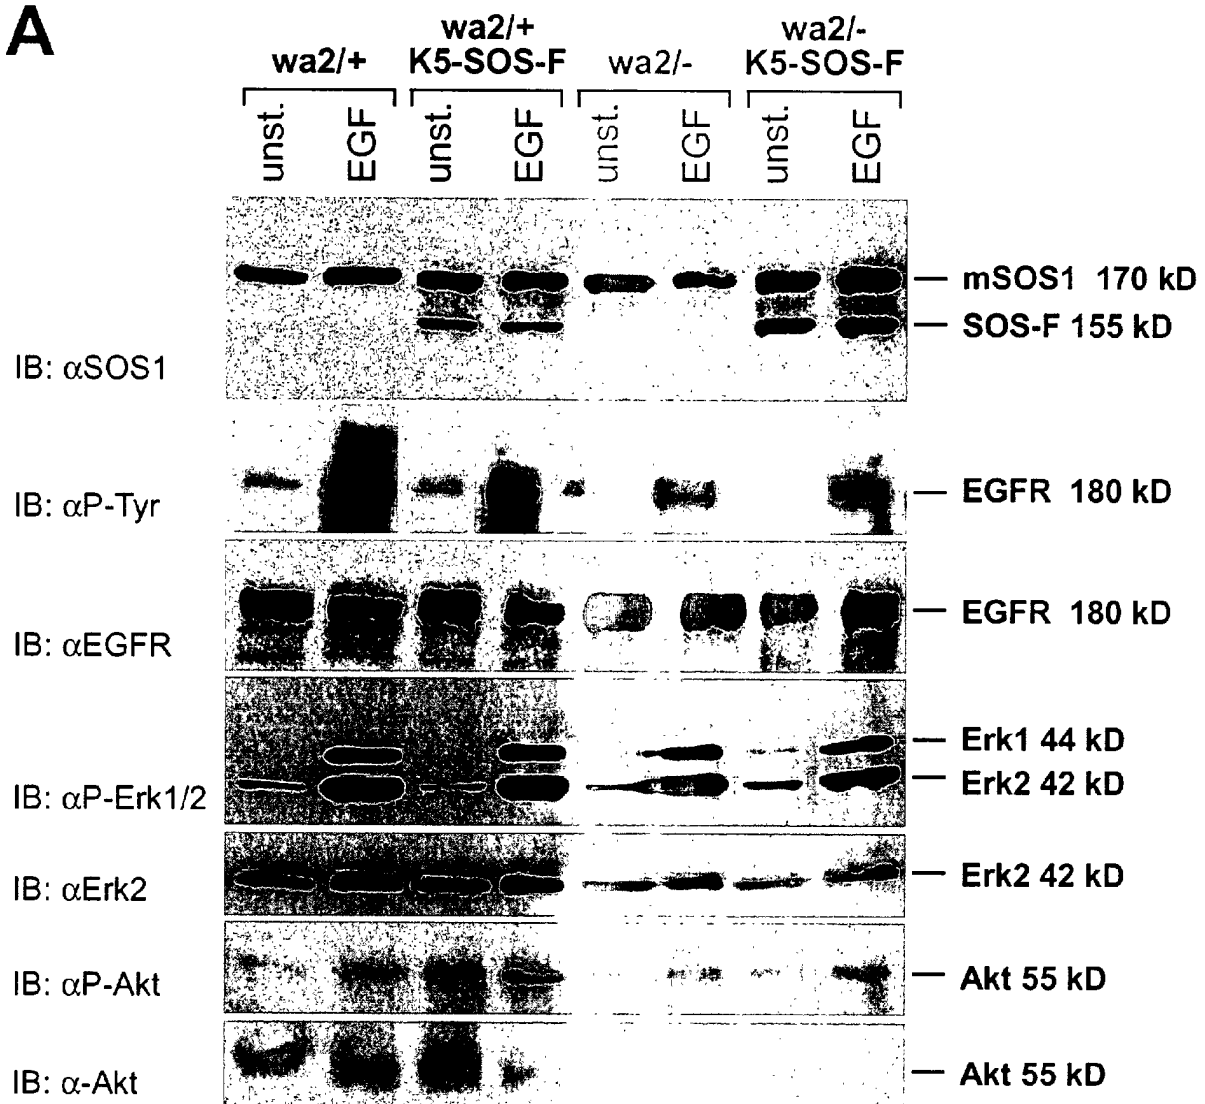 A
wa2/+
wa2/+
K5-SOS-F
wa2/-
wa2/-
K5-SOS-F
unst.
EGF
unst.
EGF
unst.
EGF
unst.
EGF
IB: αSOS1
mSOS1 170 kD
SOS-F 155 kD
IB: αP-Tyr
EGFR 180 kD
IB: αEGFR
EGFR 180 kD
IB: αP-Erk1/2
Erk1 44 kD
Erk2 42 kD
IB: αErk2
Erk2 42 kD
IB: αP-Akt
Akt 55 kD
IB: α-Akt
Akt 55 kD